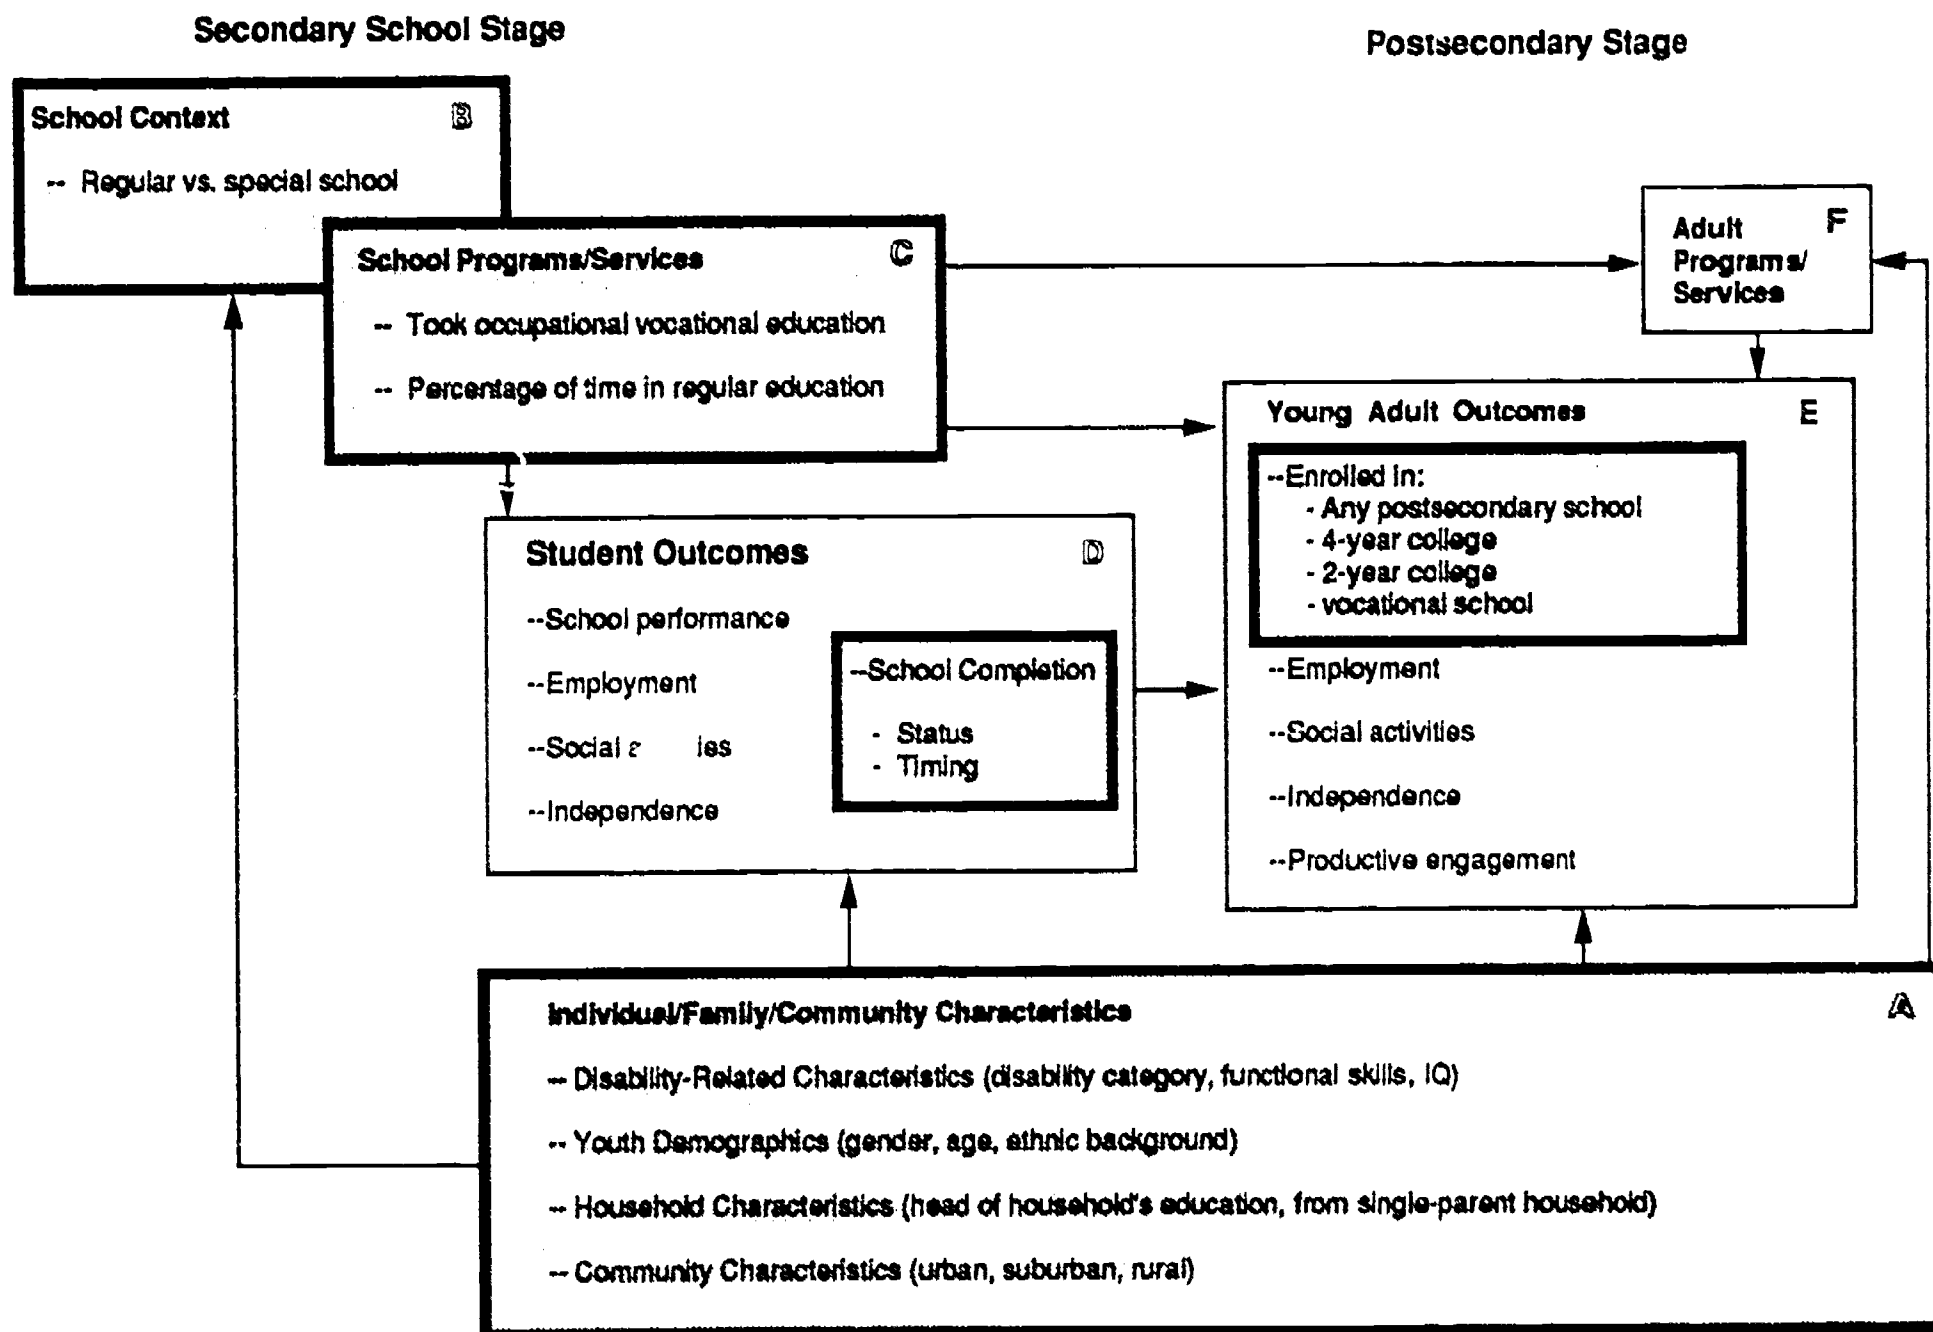 Secondary School Stage
Postsecondary Stage
School Context B
-- Regular vs. special school
School Programs/Services C
-- Took occupational vocational education
-- Percentage of time in regular education
Adult F
Programs/
Services
Young Adult Outcomes E
--Enrolled in:
- Any postsecondary school
- 4-year college
- 2-year college
- vocational school
--Employment
--Social activities
--Independence
--Productive engagement
Student Outcomes D
--School performance
--Employment
--Social
--Independence
--School Completion
- Status
- Timing
Individual/Family/Community Characteristics A
-- Disability-Related Characteristics (disability category, functional skills, IQ)
-- Youth Demographics (gender, age, ethnic background)
-- Household Characteristics (head of household's education, from single-parent household)
-- Community Characteristics (urban, suburban, rural)